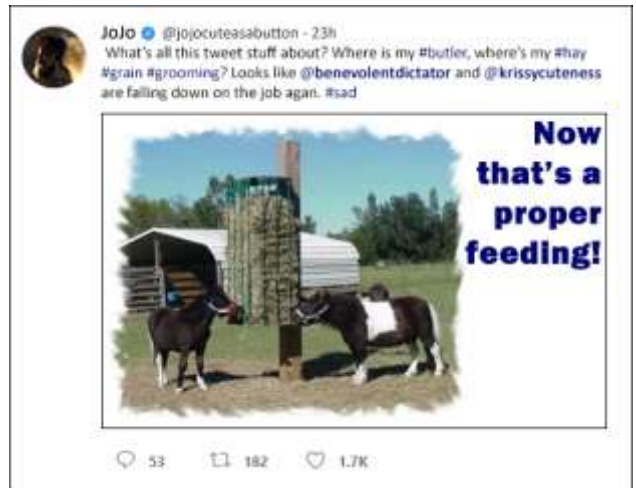 JoJo @jojocuteasabutton - 23h
What's all this tweet stuff about? Where is my #butler, where's my #hay
#grain #grooming? Looks like @benevolentdictator and @krissycuteness
are falling down on the job agan. #sad
Now
that's a
proper
feeding!
53 182 1.7K